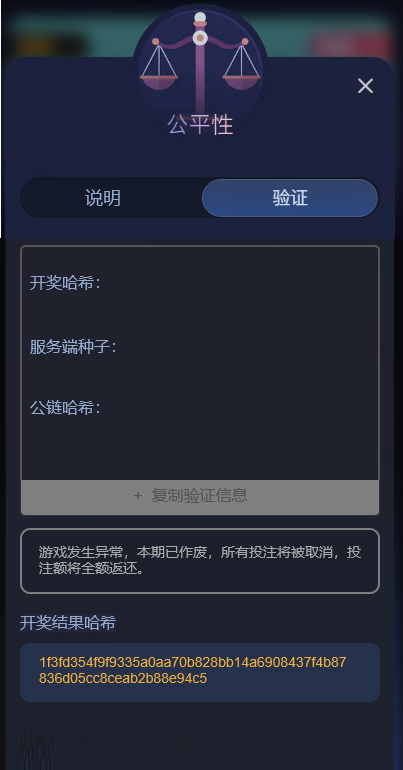 公平性
说明
验证
开奖哈希：
服务端种子：
公链哈希：
+ 复制验证信息
游戏发生异常，本期已作废，所有投注将被取消，投
注额将全额返还。
开奖结果哈希
1f3fd354f9f9335a0aa70b828bb14a6908437f4b87
836d05cc8ceab2b88e94c5